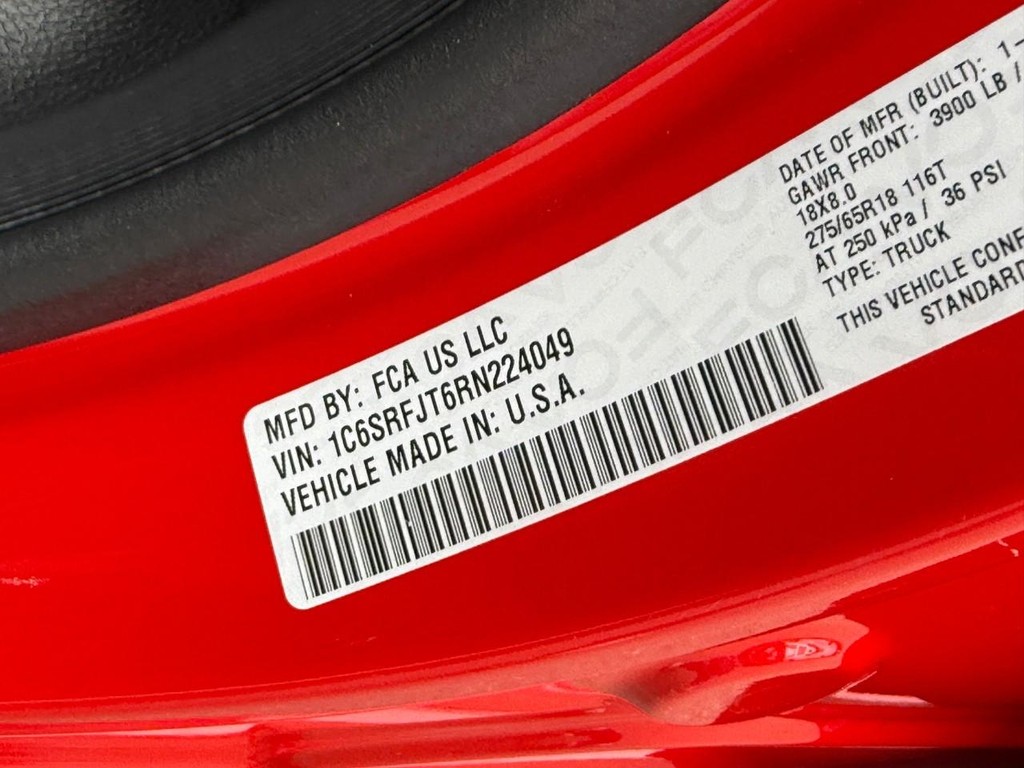 MFD BY: FCA US LLC
VIN: 1C6SRFJT6RN224049
VEHICLE MADE IN: U.S.A.
DATE OF MFR (BUILT): 1-
GAWR FRONT: 3900 LB /
18X8.0
275/65R18 116T
AT 250 kPa / 36 PSI
TYPE: TRUCK
THIS VEHICLE CONF
STANDARD